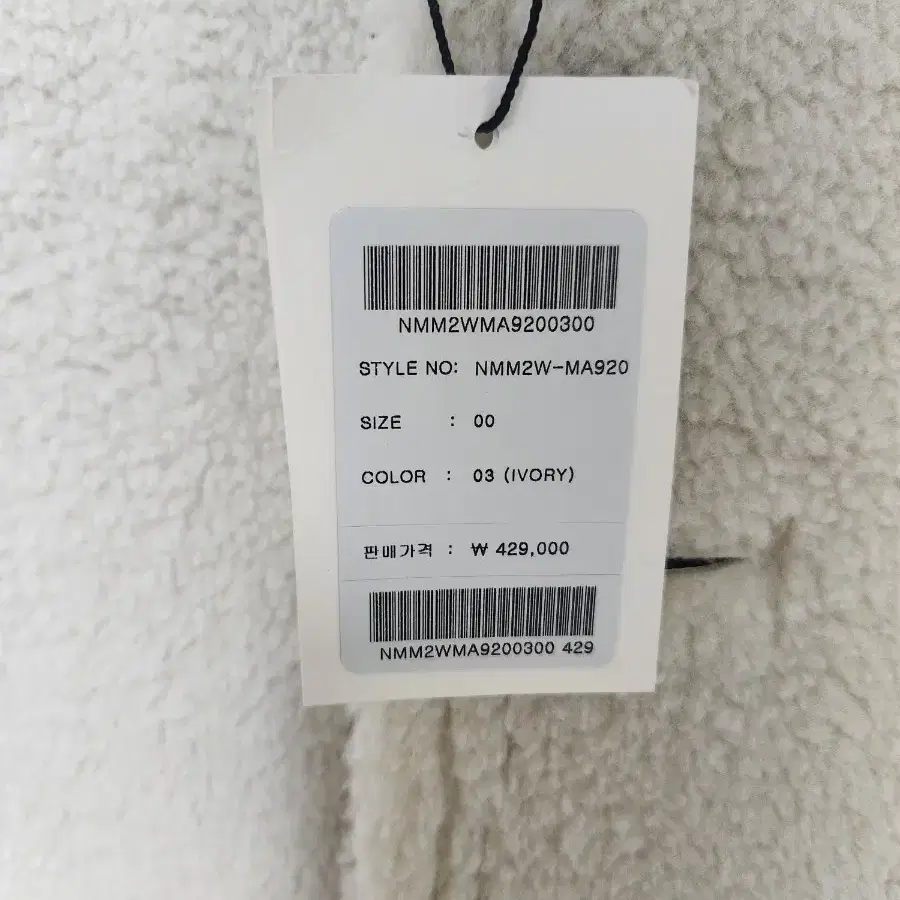 NMM2WMA9200300
STYLE NO: NMM2W-MA920
SIZE : 00
COLOR : 03 (IVORY)
판매가격 : ₩ 429,000
NMM2WMA9200300 429